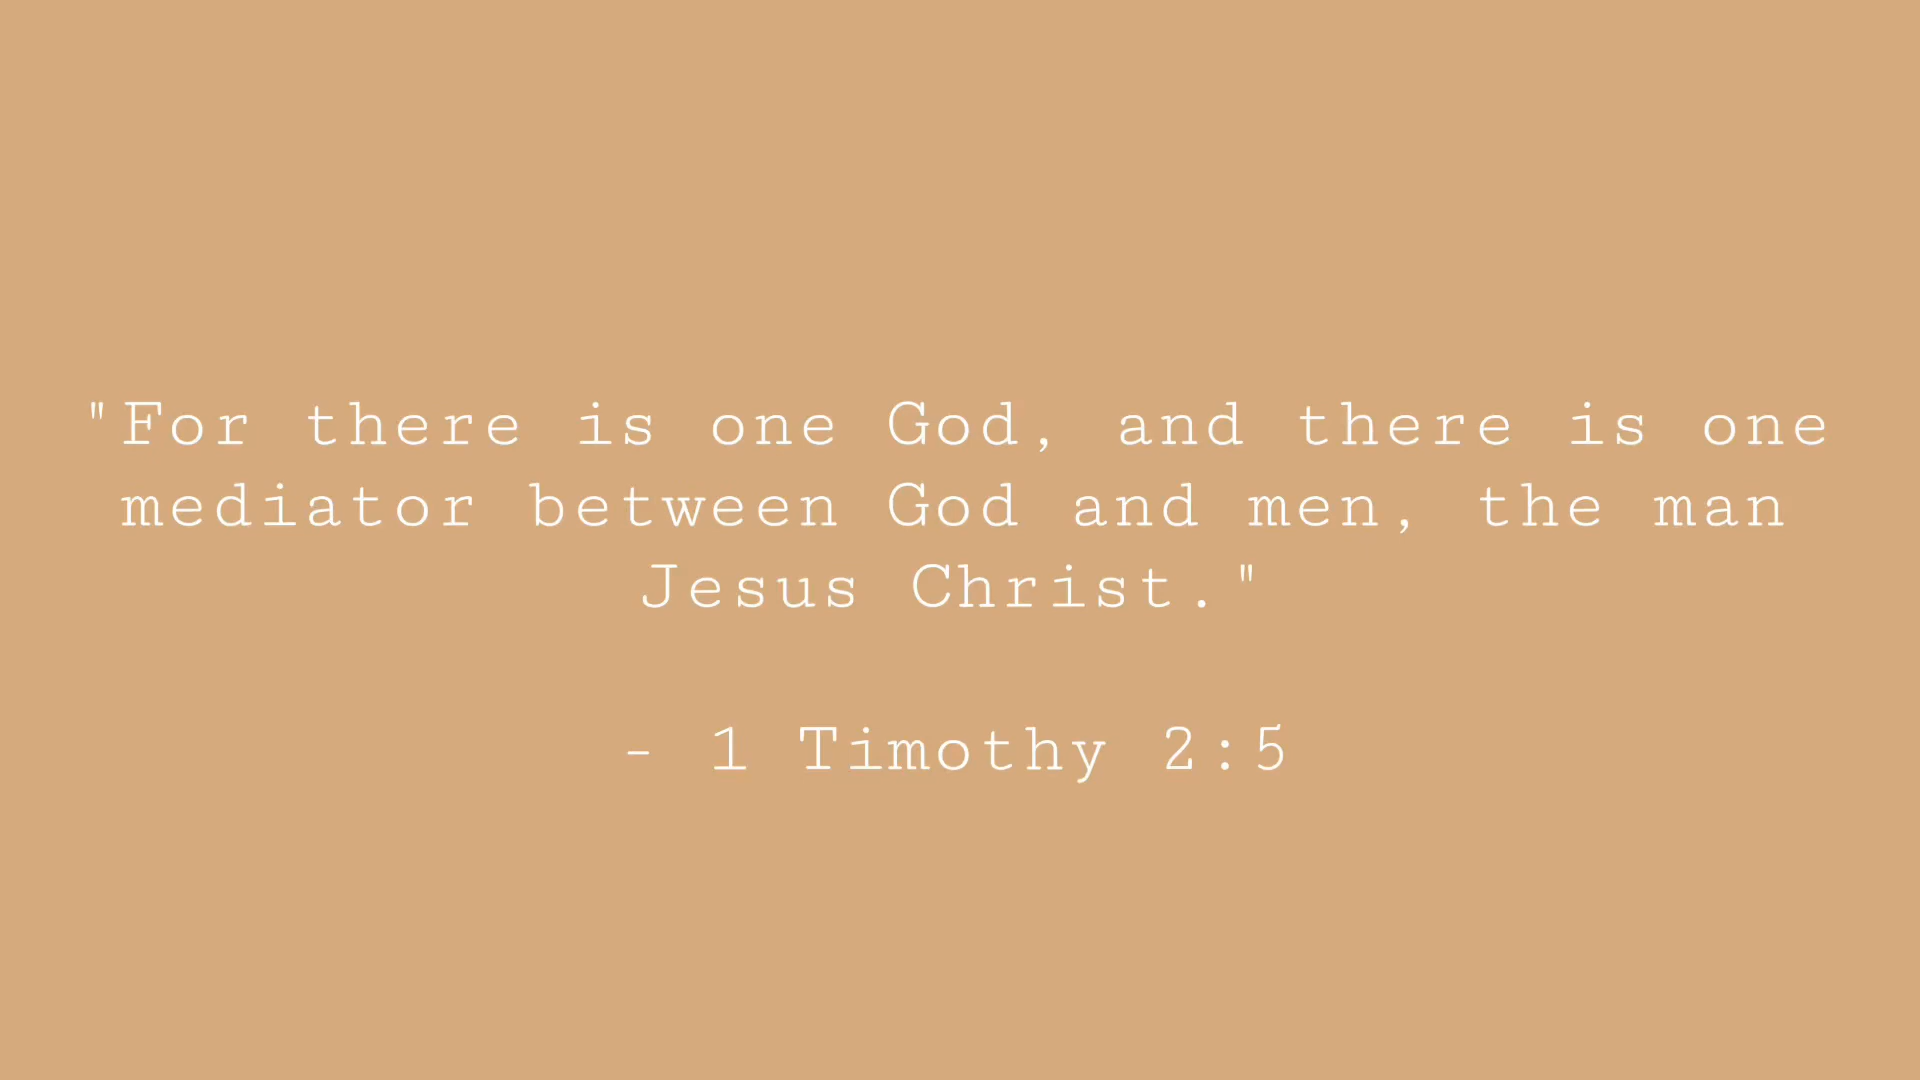 "For there is one God, and there is one
mediator between God and men, the man
Jesus Christ."
- 1 Timothy 2:5